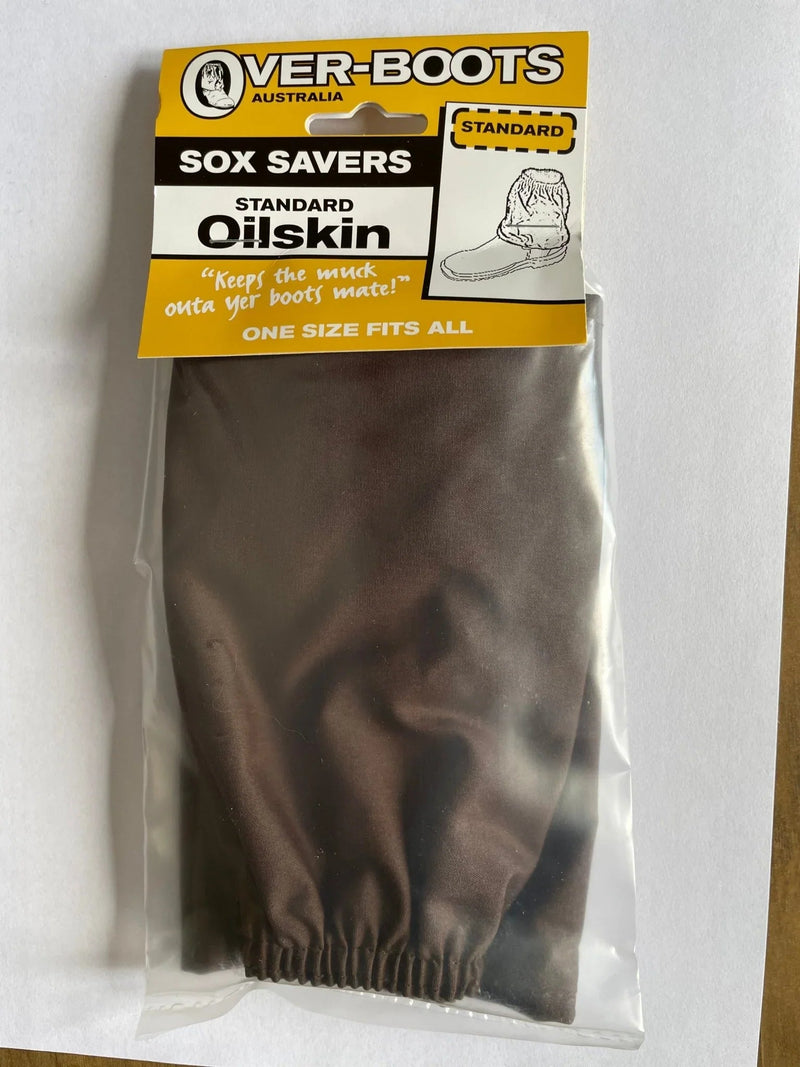 OVER-BOOTS
AUSTRALIA
STANDARD
SOX SAVERS
STANDARD
Oilskin
"Keeps the muck
outa yer boots mate!"
ONE SIZE FITS ALL